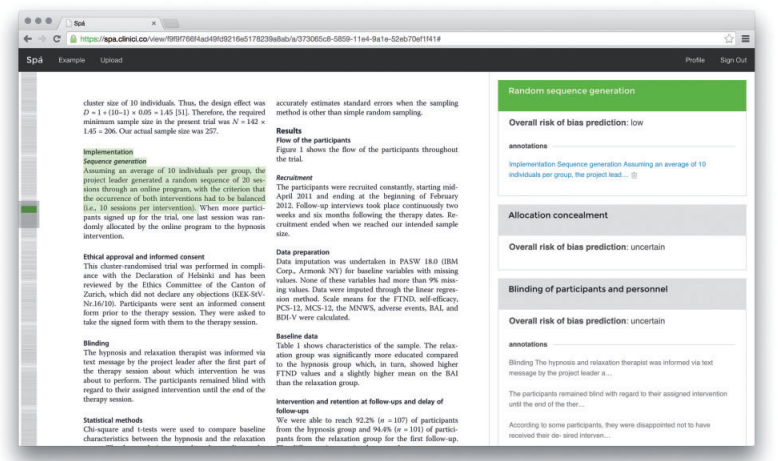 Spá
https://spa.clinici.co/view/f9f9f766f4ad49fd9216e5178239a8ab/a/373065c8-5859-11e4-9a1e-52eb70ef1f41#
Spá Example Upload Profile Sign Out
cluster size of 10 individuals. Thus, the design effect was
D = 1 + (10–1) × 0.05 = 1.45 [51]. Therefore, the required
minimum sample size in the present trial was N = 142 ×
1.45 = 206. Our actual sample size was 257.
Implementation
Sequence generation
Assuming an average of 10 individuals per group, the
project leader generated a random sequence of 20 ses-
sions through an online program, with the criterion that
the occurrence of both interventions had to be balanced
(i.e., 10 sessions per intervention). When more partici-
pants signed up for the trial, one last session was ran-
domly allocated by the online program to the hypnosis
intervention.
Ethical approval and informed consent
This cluster-randomised trial was performed in compli-
ance with the Declaration of Helsinki and has been
reviewed by the Ethics Committee of the Canton of
Zurich, which did not declare any objections (KEK-StV-
Nr.16/10). Participants were sent an informed consent
form prior to the therapy session. They were asked to
take the signed form with them to the therapy session.
Blinding
The hypnosis and relaxation therapist was informed via
text message by the project leader after the first part of
the therapy session about which intervention he was
about to perform. The participants remained blind with
regard to their assigned intervention until the end of the
therapy session.
Statistical methods
Chi-square and t-tests were used to compare baseline
characteristics between the hypnosis and the relaxation
accurately estimates standard errors when the sampling
method is other than simple random sampling.
Results
Flow of the participants
Figure 1 shows the flow of the participants throughout
the trial.
Recruitment
The participants were recruited constantly, starting mid-
April 2011 and ending at the beginning of February
2012. Follow-up interviews took place continuously two
weeks and six months following the therapy dates. Re-
cruitment ended when we reached our intended sample
size.
Data preparation
Data imputation was undertaken in PASW 18.0 (IBM
Corp., Armonk NY) for baseline variables with missing
values. None of these variables had more than 9% miss-
ing values. Data were imputed through the linear regres-
sion method. Scale means for the FTND, self-efficacy,
PCS-12, MCS-12, the MNWS, adverse events, BAI, and
BDI-V were calculated.
Baseline data
Table 1 shows characteristics of the sample. The relax-
ation group was significantly more educated compared
to the hypnosis group which, in turn, showed higher
FTND values and a slightly higher mean on the BAI
than the relaxation group.
Intervention and retention at follow-ups and delay of
follow-ups
We were able to reach 92.2% (n = 107) of participants
from the hypnosis group and 94.4% (n = 101) of partici-
pants from the relaxation group for the first follow-up.
Random sequence generation
Overall risk of bias prediction: low
annotations
Implementation Sequence generation Assuming an average of 10
individuals per group, the project lead...
Allocation concealment
Overall risk of bias prediction: uncertain
Blinding of participants and personnel
Overall risk of bias prediction: uncertain
annotations
Blinding The hypnosis and relaxation therapist was informed via text
message by the project leader a...
The participants remained blind with regard to their assigned intervention
until the end of the ther...
According to some participants, they were disappointed not to have
received their de- sired interven...